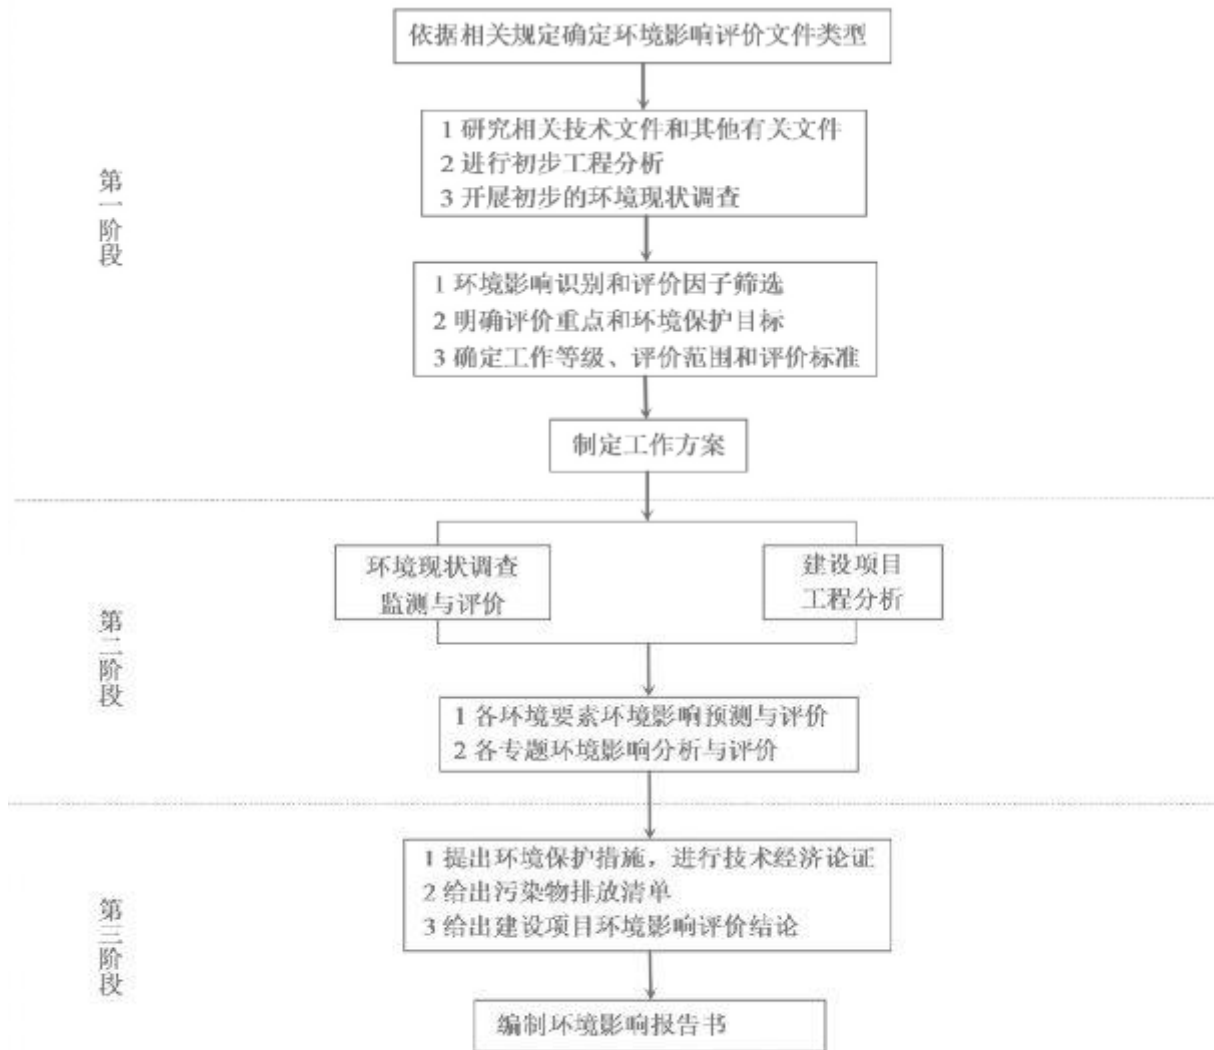 依据相关规定确定环境影响评价文件类型
第一阶段
1 研究相关技术文件和其他有关文件
2 进行初步工程分析
3 开展初步的环境现状调查
1 环境影响识别和评价因子筛选
2 明确评价重点和环境保护目标
3 确定工作等级、评价范围和评价标准
制定工作方案
第二阶段
环境现状调查
监测与评价
建设项目
工程分析
1 各环境要素环境影响预测与评价
2 各专题环境影响分析与评价
第三阶段
1 提出环境保护措施，进行技术经济论证
2 给出污染物排放清单
3 给出建设项目环境影响评价结论
编制环境影响报告书